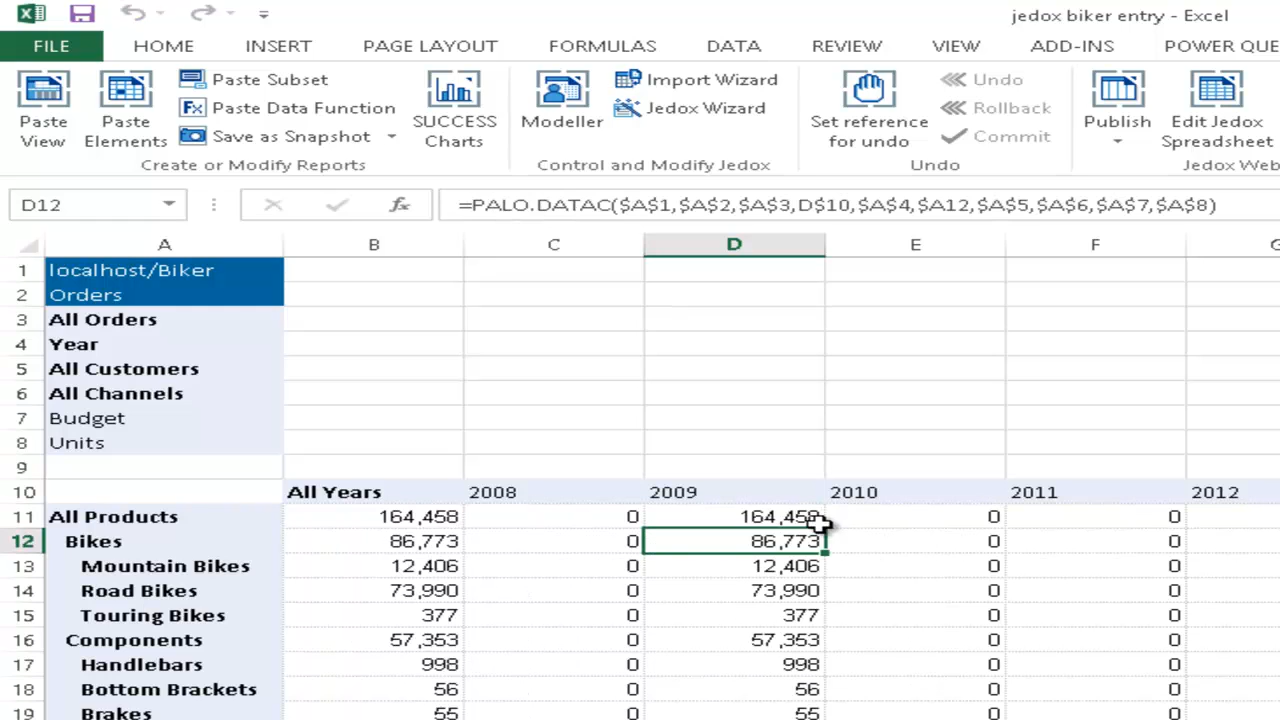 jedox biker entry - Excel
FILE HOME INSERT PAGE LAYOUT FORMULAS DATA REVIEW VIEW ADD-INS POWER QUE
Paste View
Paste Elements
Paste Subset
Paste Data Function
Save as Snapshot
SUCCESS Charts
Create or Modify Reports
Modeller
Import Wizard
Jedox Wizard
Control and Modify Jedox
Set reference for undo
Undo
Rollback
Commit
Undo
Publish
Edit Jedox Spreadsheet
Jedox Web
D12 fx =PALO.DATAC($A$1,$A$2,$A$3,D$10,$A$4,$A12,$A$5,$A$6,$A$7,$A$8)
A B C D E F G
1 localhost/Biker
2 Orders
3 All Orders
4 Year
5 All Customers
6 All Channels
7 Budget
8 Units
9
10 All Years 2008 2009 2010 2011 2012
11 All Products 164,458 0 164,458 0 0
12 Bikes 86,773 0 86,773 0 0
13 Mountain Bikes 12,406 0 12,406 0 0
14 Road Bikes 73,990 0 73,990 0 0
15 Touring Bikes 377 0 377 0 0
16 Components 57,353 0 57,353 0 0
17 Handlebars 998 0 998 0 0
18 Bottom Brackets 56 0 56 0 0
19 Brakes 55 0 55 0 0